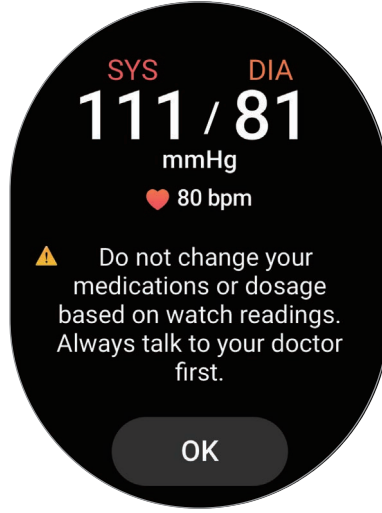 SYS DIA
111 / 81
mmHg
80 bpm
Do not change your
medications or dosage
based on watch readings.
Always talk to your doctor
first.
OK